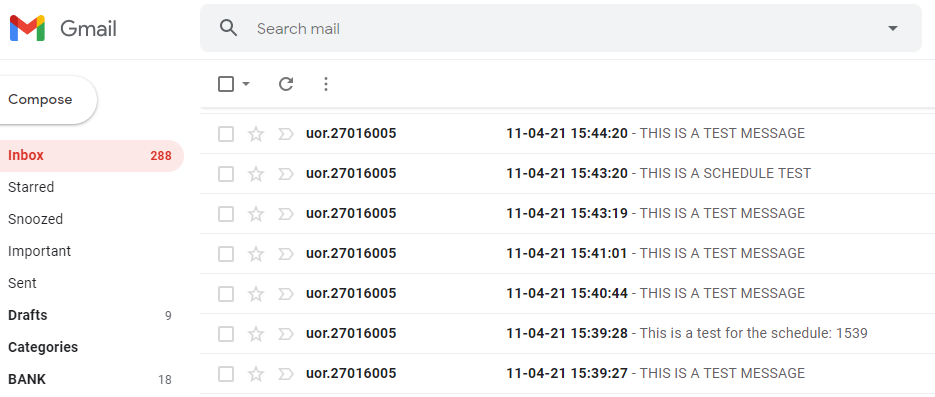 Gmail
Search mail
Compose
Inbox 288
Starred
Snoozed
Important
Sent
Drafts 9
Categories
BANK 18
uor.27016005 11-04-21 15:44:20 - THIS IS A TEST MESSAGE
uor.27016005 11-04-21 15:43:20 - THIS IS A SCHEDULE TEST
uor.27016005 11-04-21 15:43:19 - THIS IS A TEST MESSAGE
uor.27016005 11-04-21 15:41:01 - THIS IS A TEST MESSAGE
uor.27016005 11-04-21 15:40:44 - THIS IS A TEST MESSAGE
uor.27016005 11-04-21 15:39:28 - This is a test for the schedule: 1539
uor.27016005 11-04-21 15:39:27 - THIS IS A TEST MESSAGE